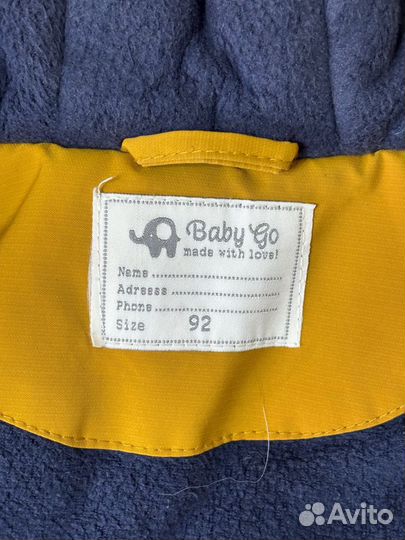 Baby Go
made with love!
Name..............
Adresss..............
Phone..............
Size 92
Avito